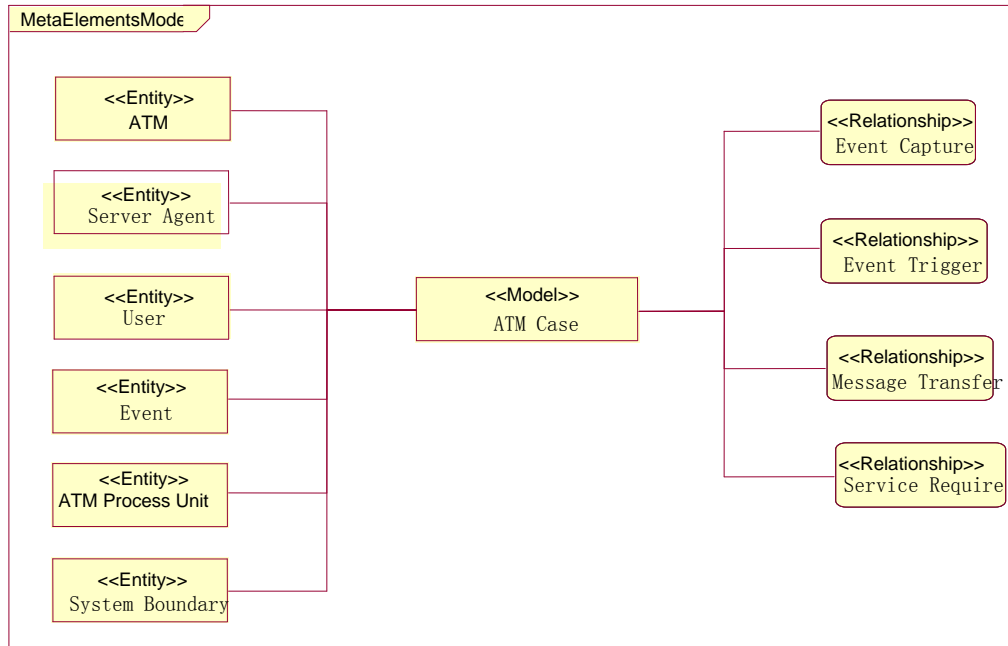 MetaElementsMode
<<Entity>>
ATM
<<Entity>>
Server Agent
<<Entity>>
User
<<Entity>>
Event
<<Entity>>
ATM Process Unit
<<Entity>>
System Boundary
<<Model>>
ATM Case
<<Relationship>>
Event Capture
<<Relationship>>
Event Trigger
<<Relationship>>
Message Transfer
<<Relationship>>
Service Require